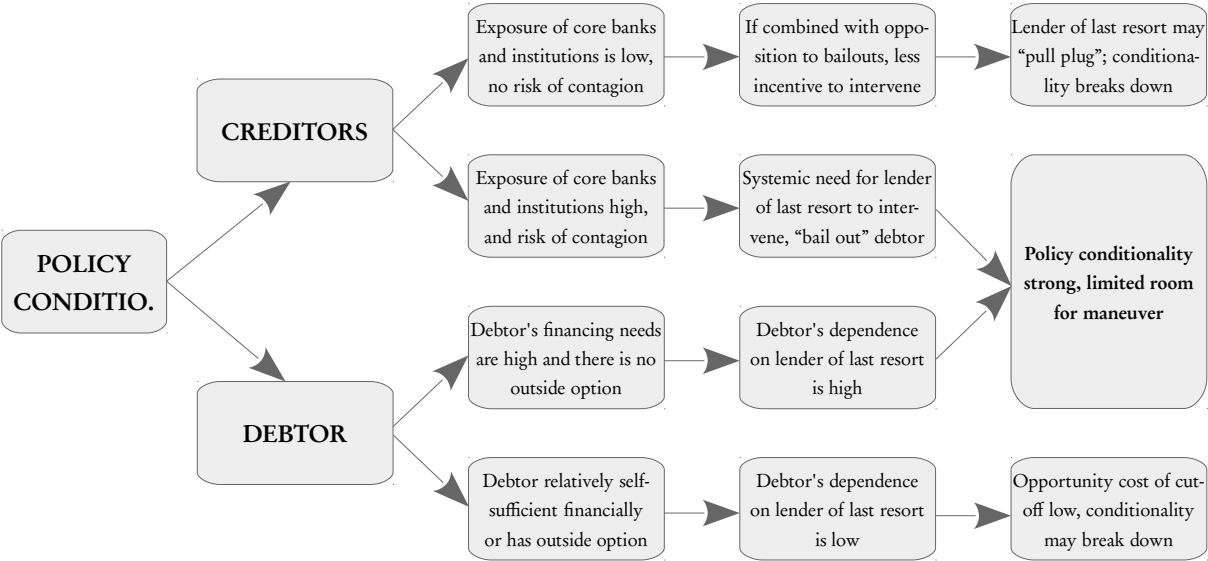 POLICY
CONDITIO.
CREDITORS
DEBTOR
Exposure of core banks
and institutions is low,
no risk of contagion
If combined with oppo-
sition to bailouts, less
incentive to intervene
Lender of last resort may
“pull plug”; conditiona-
lity breaks down
Exposure of core banks
and institutions high,
and risk of contagion
Systemic need for lender
of last resort to inter-
vene, “bail out” debtor
Policy conditionality
strong, limited room
for maneuver
Debtor's financing needs
are high and there is no
outside option
Debtor's dependence
on lender of last resort
is high
Debtor relatively self-
sufficient financially
or has outside option
Debtor's dependence
on lender of last resort
is low
Opportunity cost of cut-
off low, conditionality
may break down